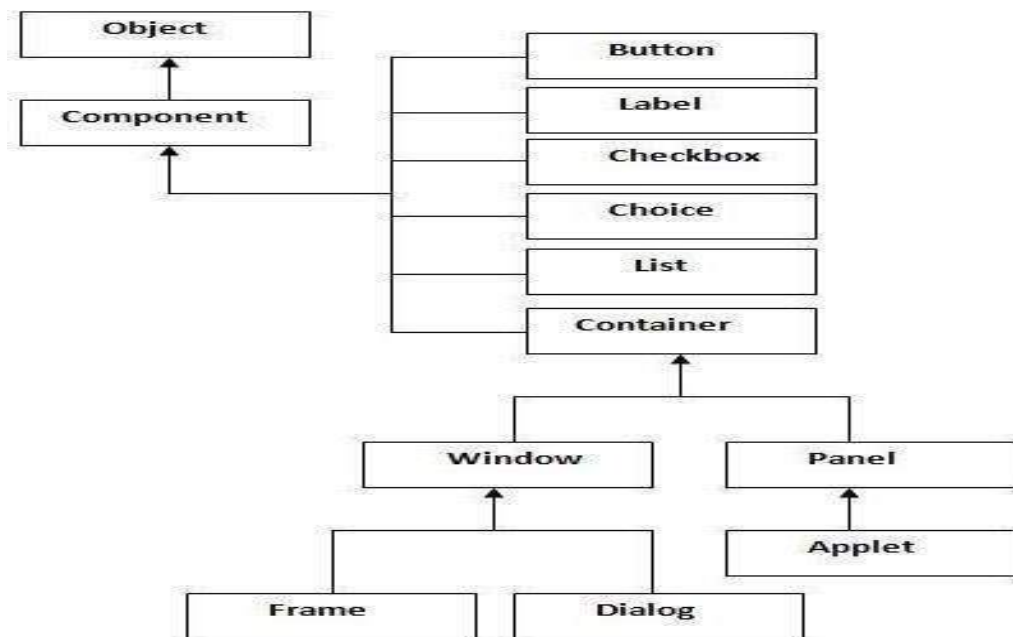 Object
Button
Label
Component
Checkbox
Choice
List
Container
Window
Panel
Applet
Frame
Dialog